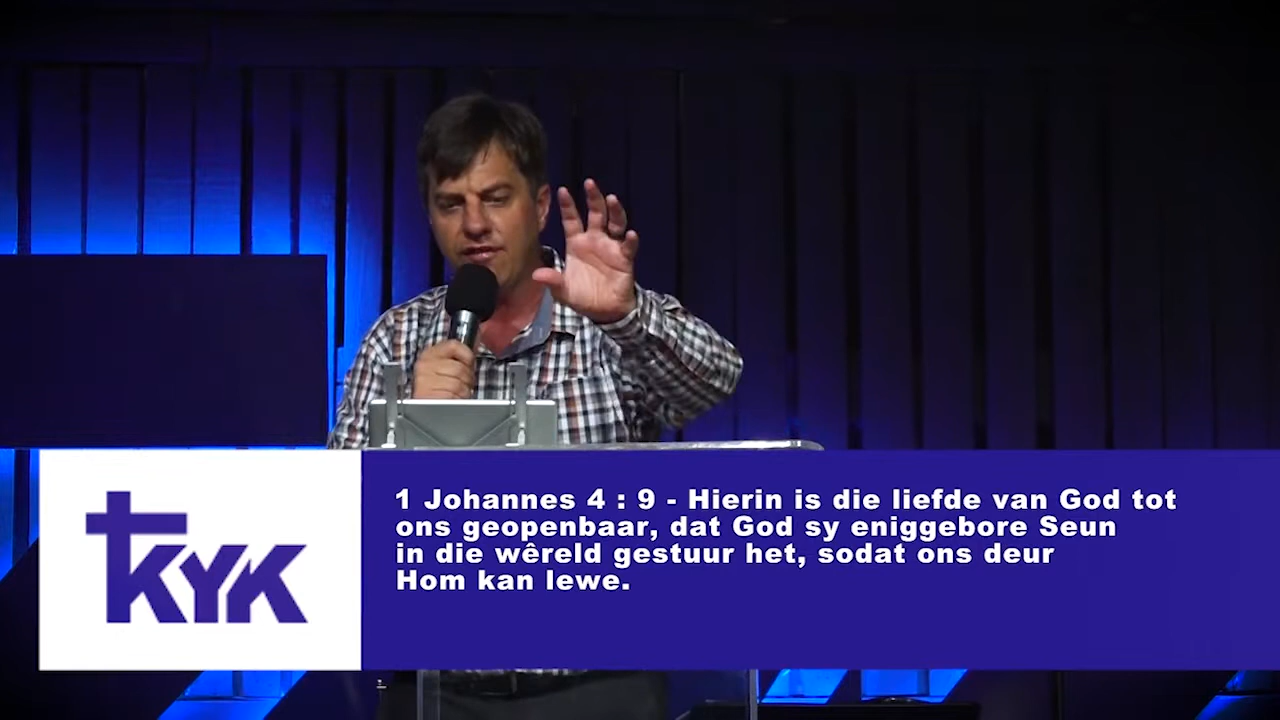 KYK
1 Johannes 4 : 9 - Hierin is die liefde van God tot
ons geopenbaar, dat God sy eniggebore Seun
in die wêreld gestuur het, sodat ons deur
Hom kan lewe.